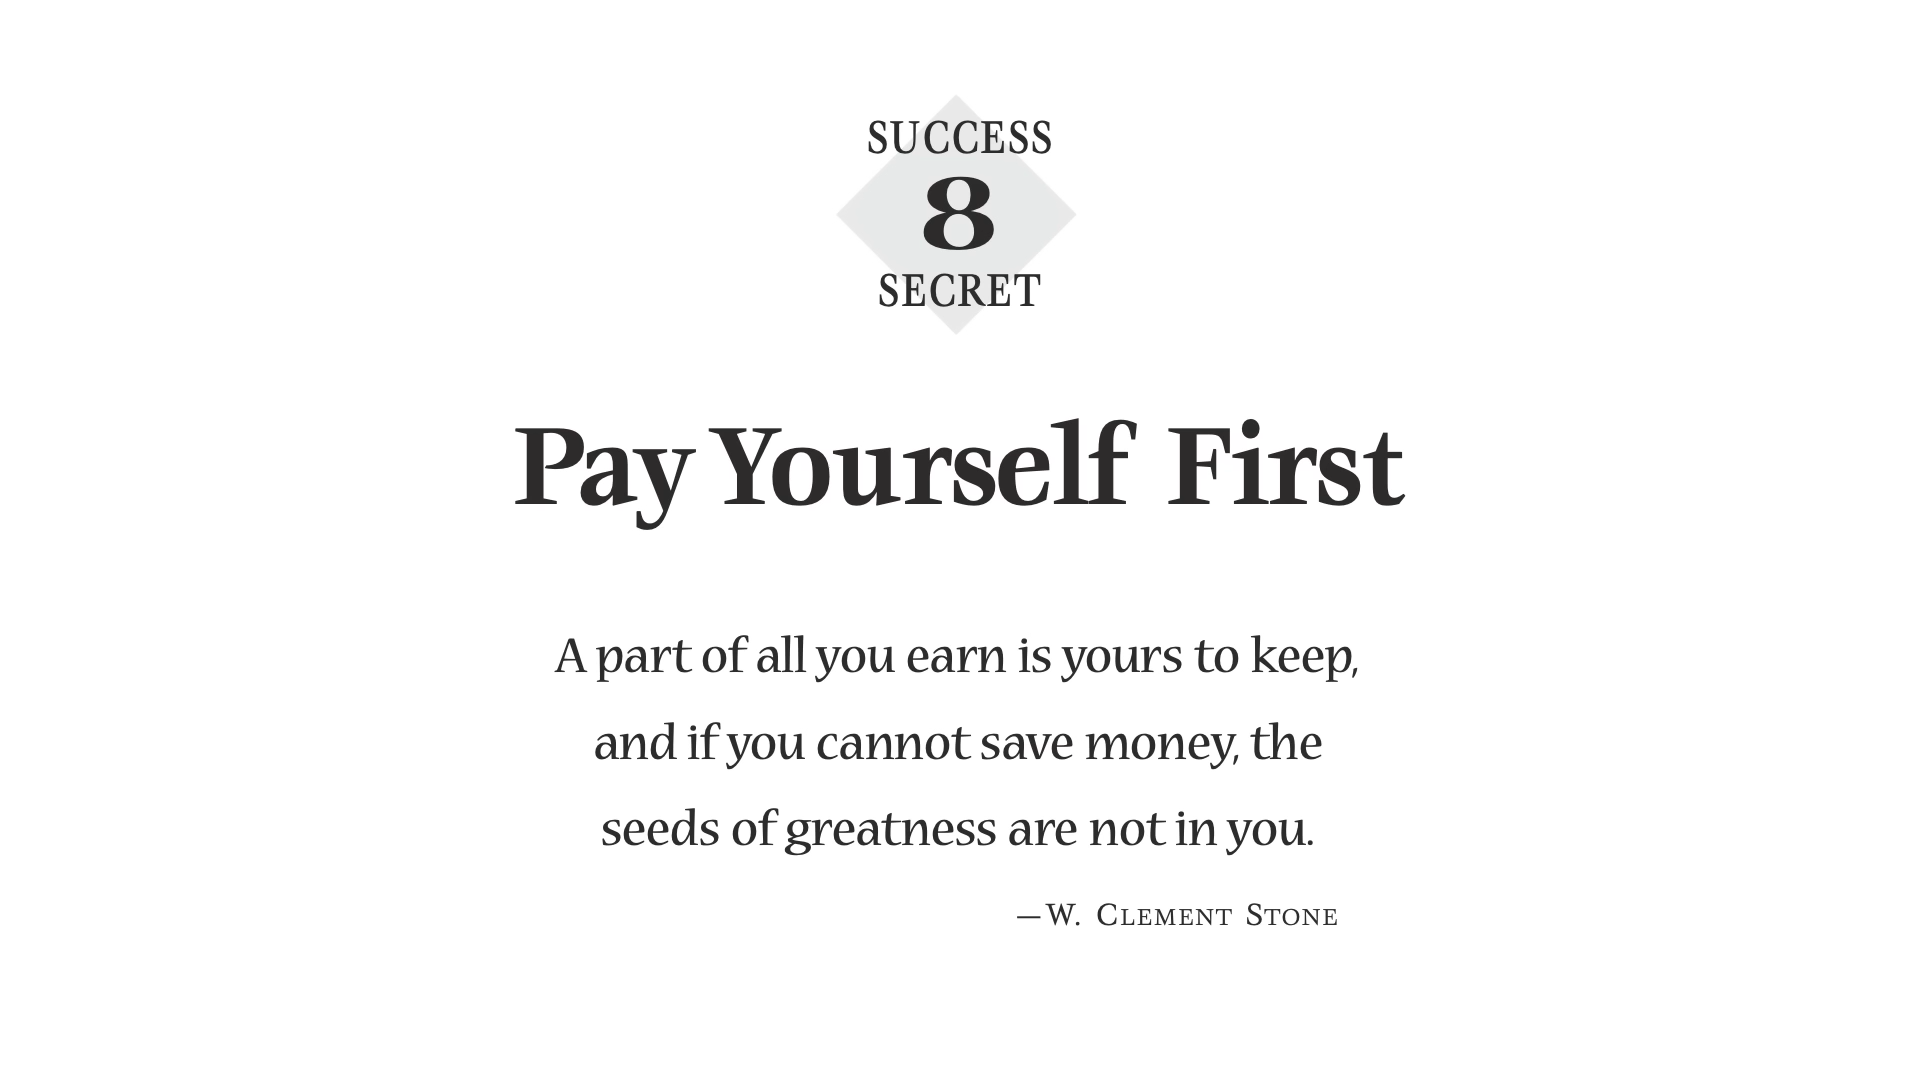 SUCCESS
8
SECRET
Pay Yourself First
A part of all you earn is yours to keep,
and if you cannot save money, the
seeds of greatness are not in you.
—W. Clement Stone